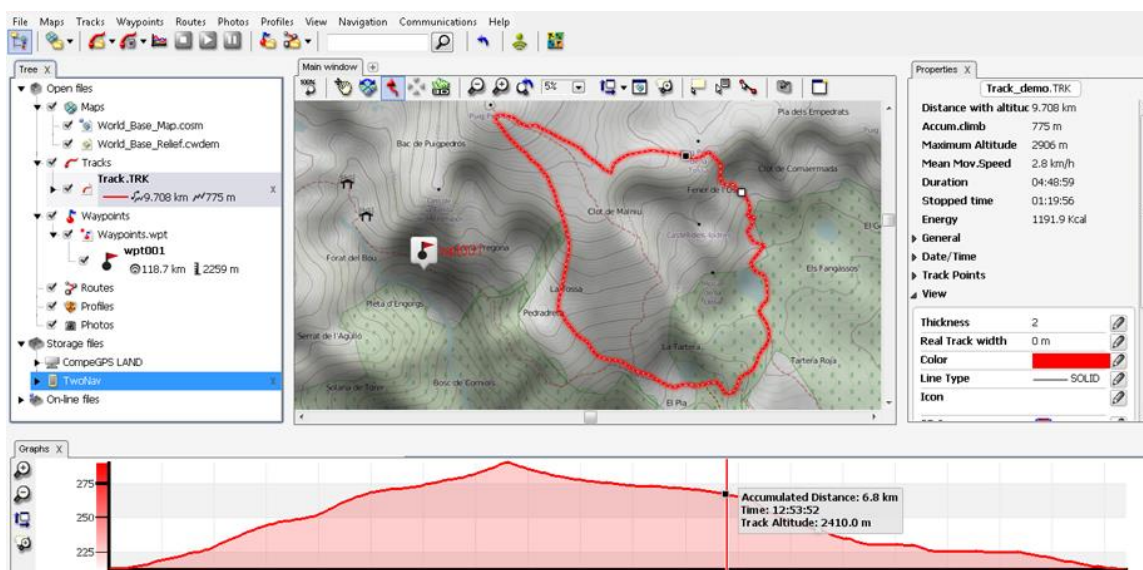 File Maps Tracks Waypoints Routes Photos Profiles View Navigation Communications Help
Tree X
Open files
Maps
World_Base_Map.cosm
World_Base_Relief.cwdem
Tracks
Track.TRK
9.708 km 775 m
X
Waypoints
Waypoints.wpt
wpt001
118.7 km 2259 m
Routes
Profiles
Photos
Storage files
CompeGPS LAND
TwoNav X
On-line files
Main window
100%
5%
Pla dels Empedrats
Bac de Puigpedrós
Clot de Comaermada
Clot de Malniu
Forat del Bou
Els Fangassos
Pleta d'Engorgs
La Fossa
Pedradreta
Serrat de l'Aguiló
La Tartera
Tartera Roja
Solana de Toner
Bosc de Comiols
El Pla
Properties X
Track_demo.TRK
Distance with altituc 9.708 km
Accum.climb 775 m
Maximum Altitude 2906 m
Mean Mov.Speed 2.8 km/h
Duration 04:48:59
Stopped time 01:19:56
Energy 1191.9 Kcal
General
Date/Time
Track Points
View
Thickness 2
Real Track width 0 m
Color
Line Type SOLID
Icon
Graphs X
275
250
225
Accumulated Distance: 6.8 km
Time: 12:53:52
Track Altitude: 2410.0 m